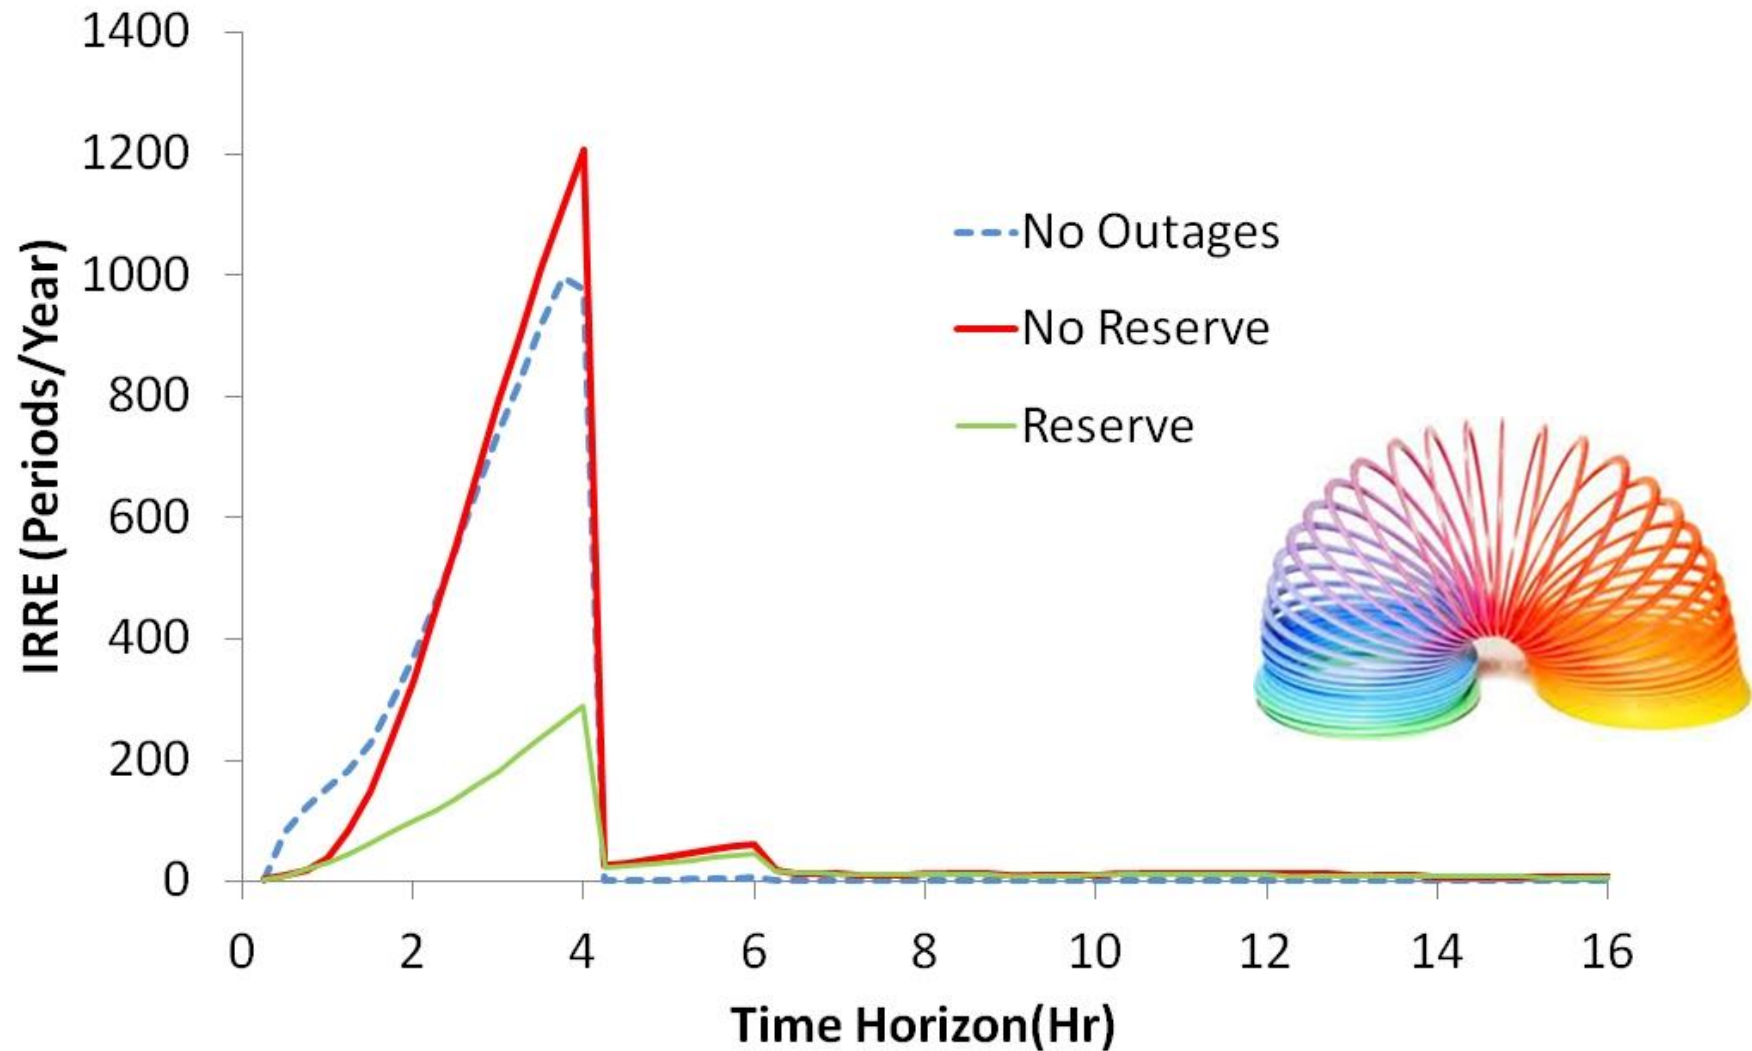 1400
1200
1000
800
600
400
200
0
IRRE (Periods/Year)
No Outages
No Reserve
Reserve
0 2 4 6 8 10 12 14 16
Time Horizon(Hr)